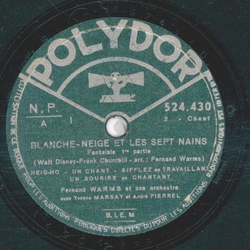 POLYDOR
N.P. 524.430
A 1 2 - Chant
BLANCHE-NEIGE ET LES SEPT NAINS
Fantaisie 1re partie
(Walt Disney-Frank Churchill - arr.: Fernand Warms)
HEIG-HO - UN CHANT - SIFFLEZ en TRAVAILLANT
UN SOURIRE en CHANTANT
Fernand WARMS et son orchestre
avec Yvonne MARSAY et André PIERREL
B.I.E.M